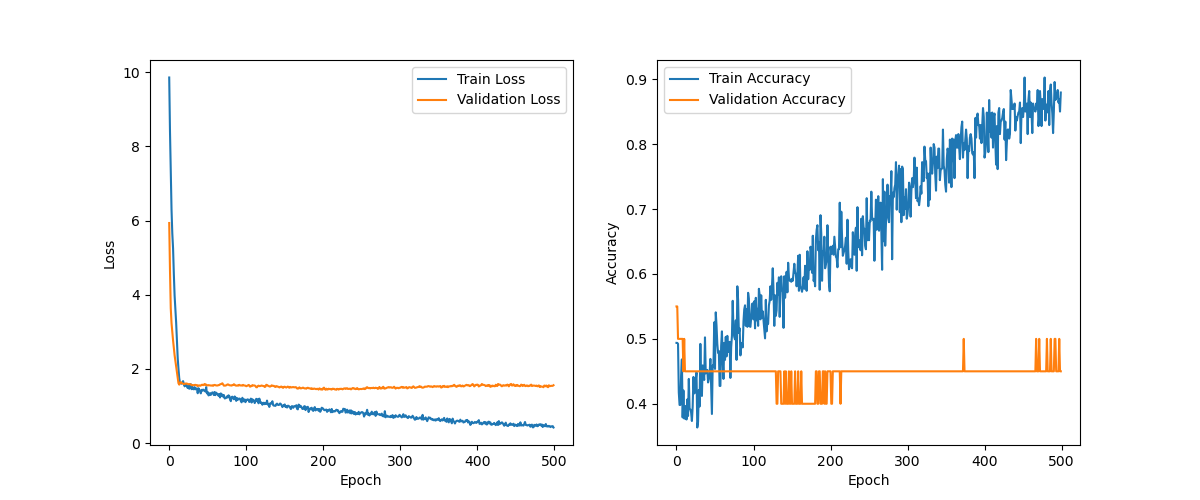 10
8
6
4
2
0
Loss
0 100 200 300 400 500
Epoch
Train Loss
Validation Loss
0.9
0.8
0.7
0.6
0.5
0.4
Accuracy
0 100 200 300 400 500
Epoch
Train Accuracy
Validation Accuracy